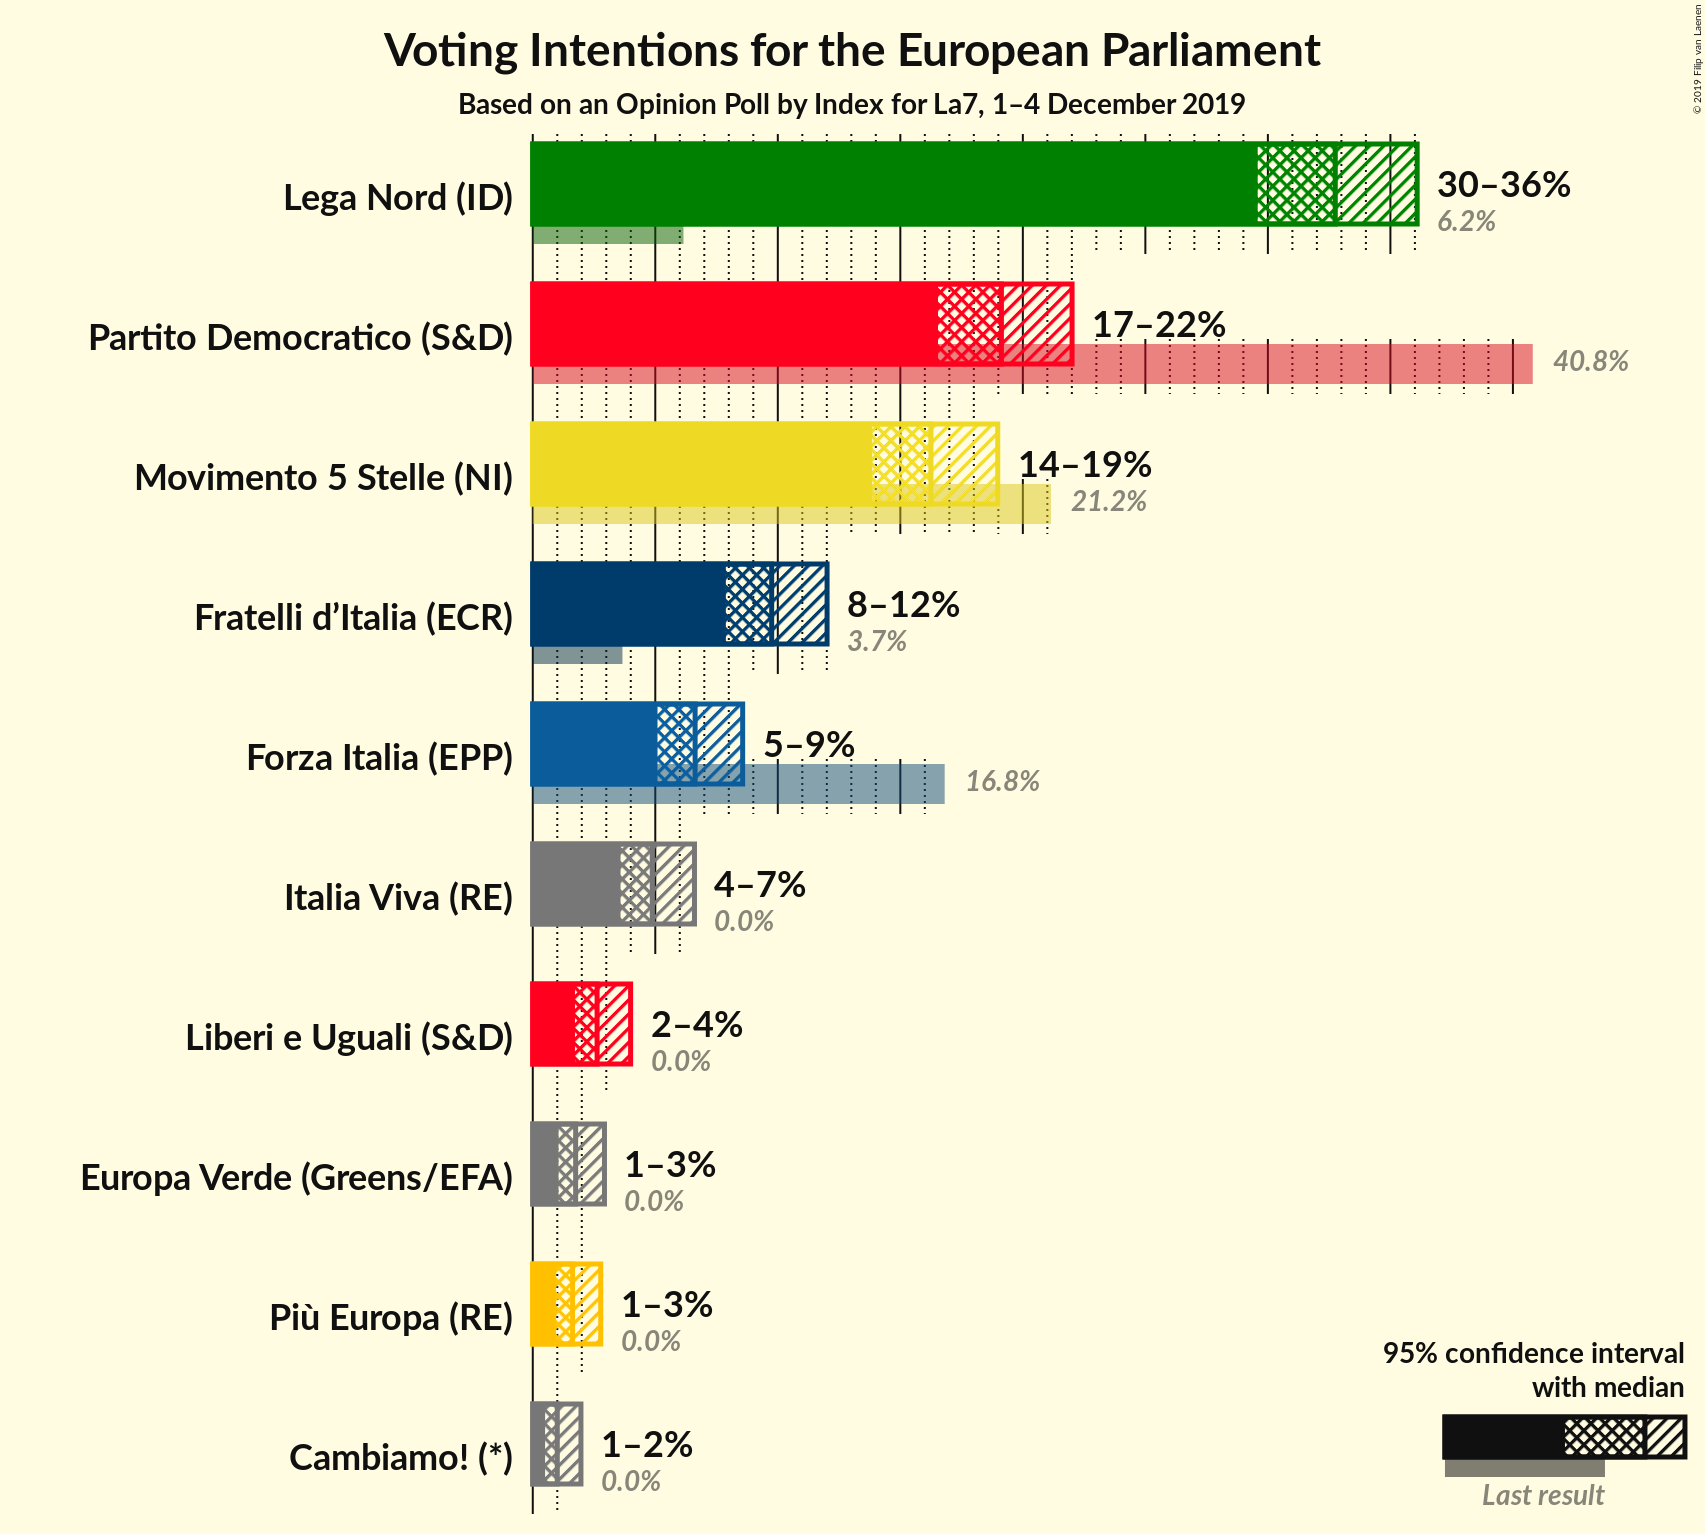 Voting Intentions for the European Parliament
Based on an Opinion Poll by Index for La7, 1–4 December 2019
© 2019 Filip van Laenen
Lega Nord (ID)
30–36%
6.2%
Partito Democratico (S&D)
17–22%
40.8%
Movimento 5 Stelle (NI)
14–19%
21.2%
Fratelli d’Italia (ECR)
8–12%
3.7%
Forza Italia (EPP)
5–9%
16.8%
Italia Viva (RE)
4–7%
0.0%
Liberi e Uguali (S&D)
2–4%
0.0%
Europa Verde (Greens/EFA)
1–3%
0.0%
Più Europa (RE)
1–3%
0.0%
Cambiamo! (*)
1–2%
0.0%
95% confidence interval
with median
Last result